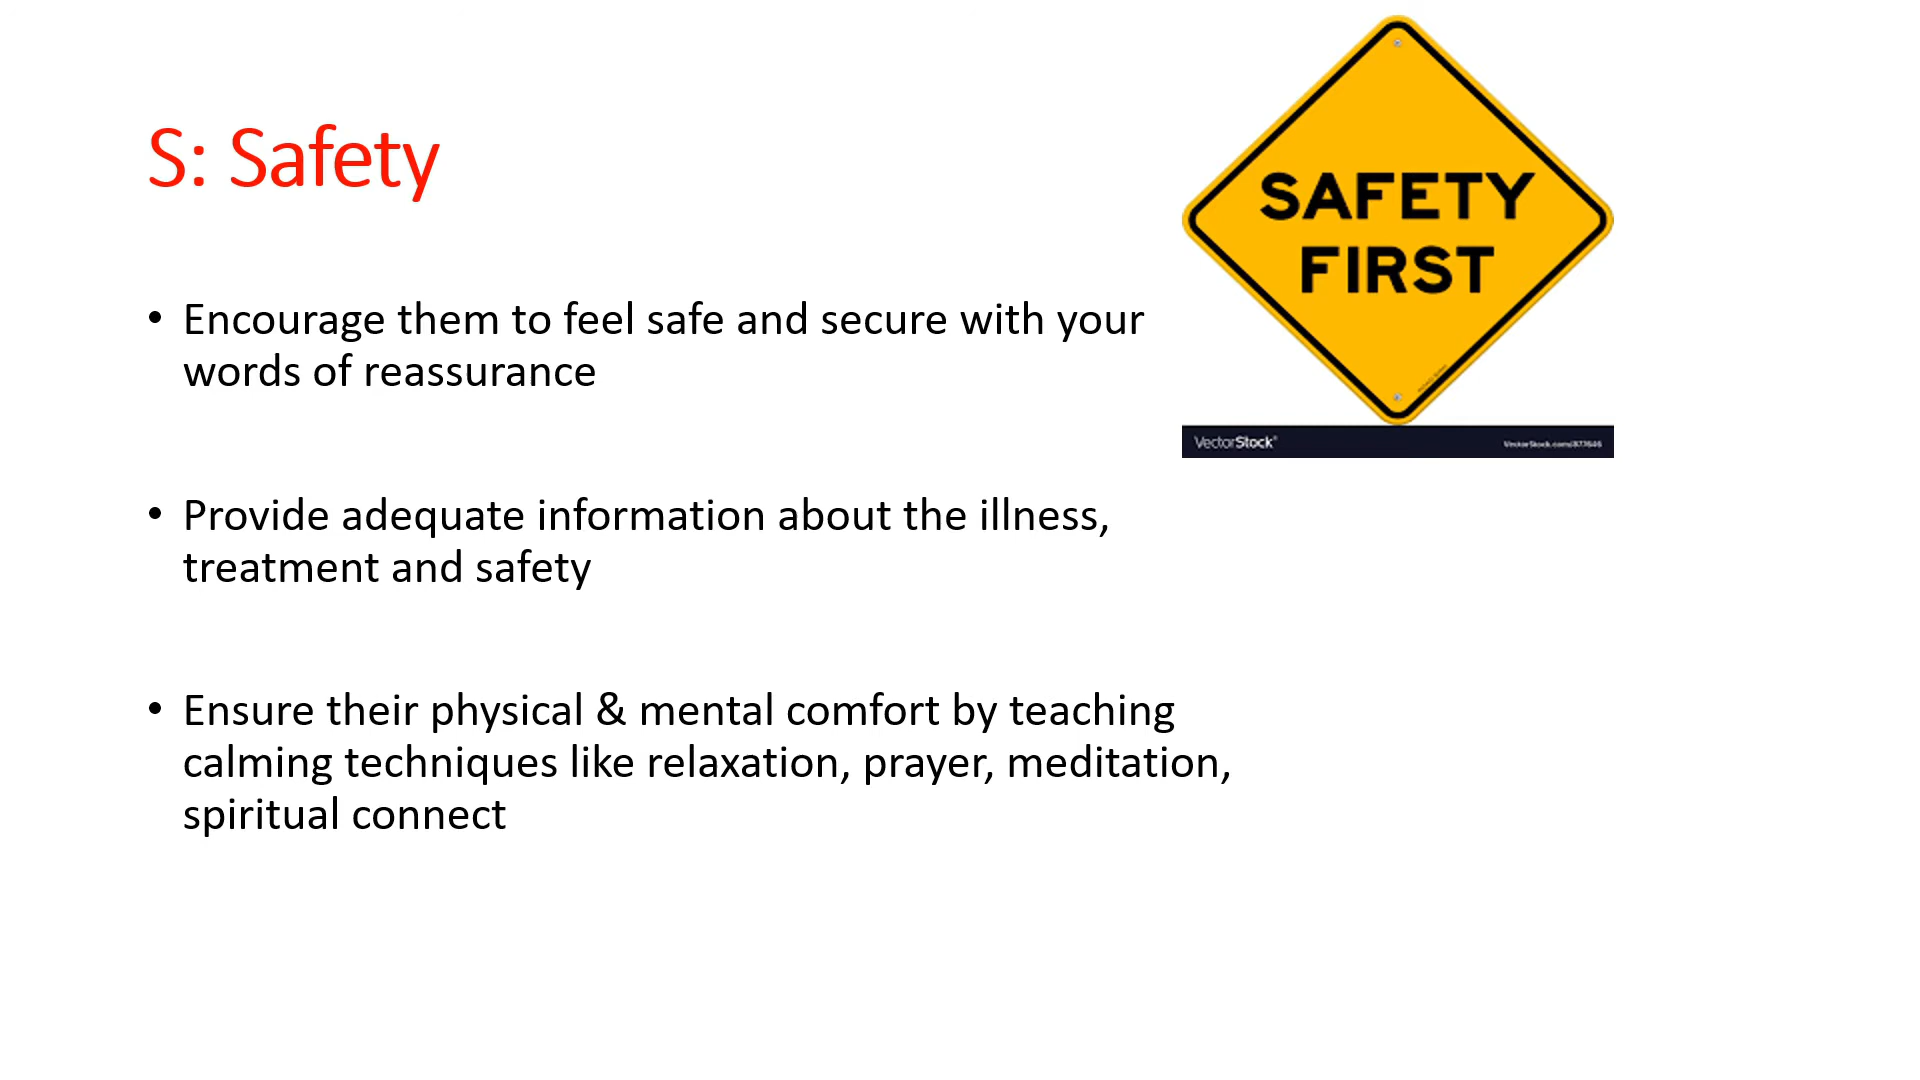 S: Safety
SAFETY
FIRST
• Encourage them to feel safe and secure with your
words of reassurance
VectorStock®
• Provide adequate information about the illness,
treatment and safety
• Ensure their physical & mental comfort by teaching
calming techniques like relaxation, prayer, meditation,
spiritual connect